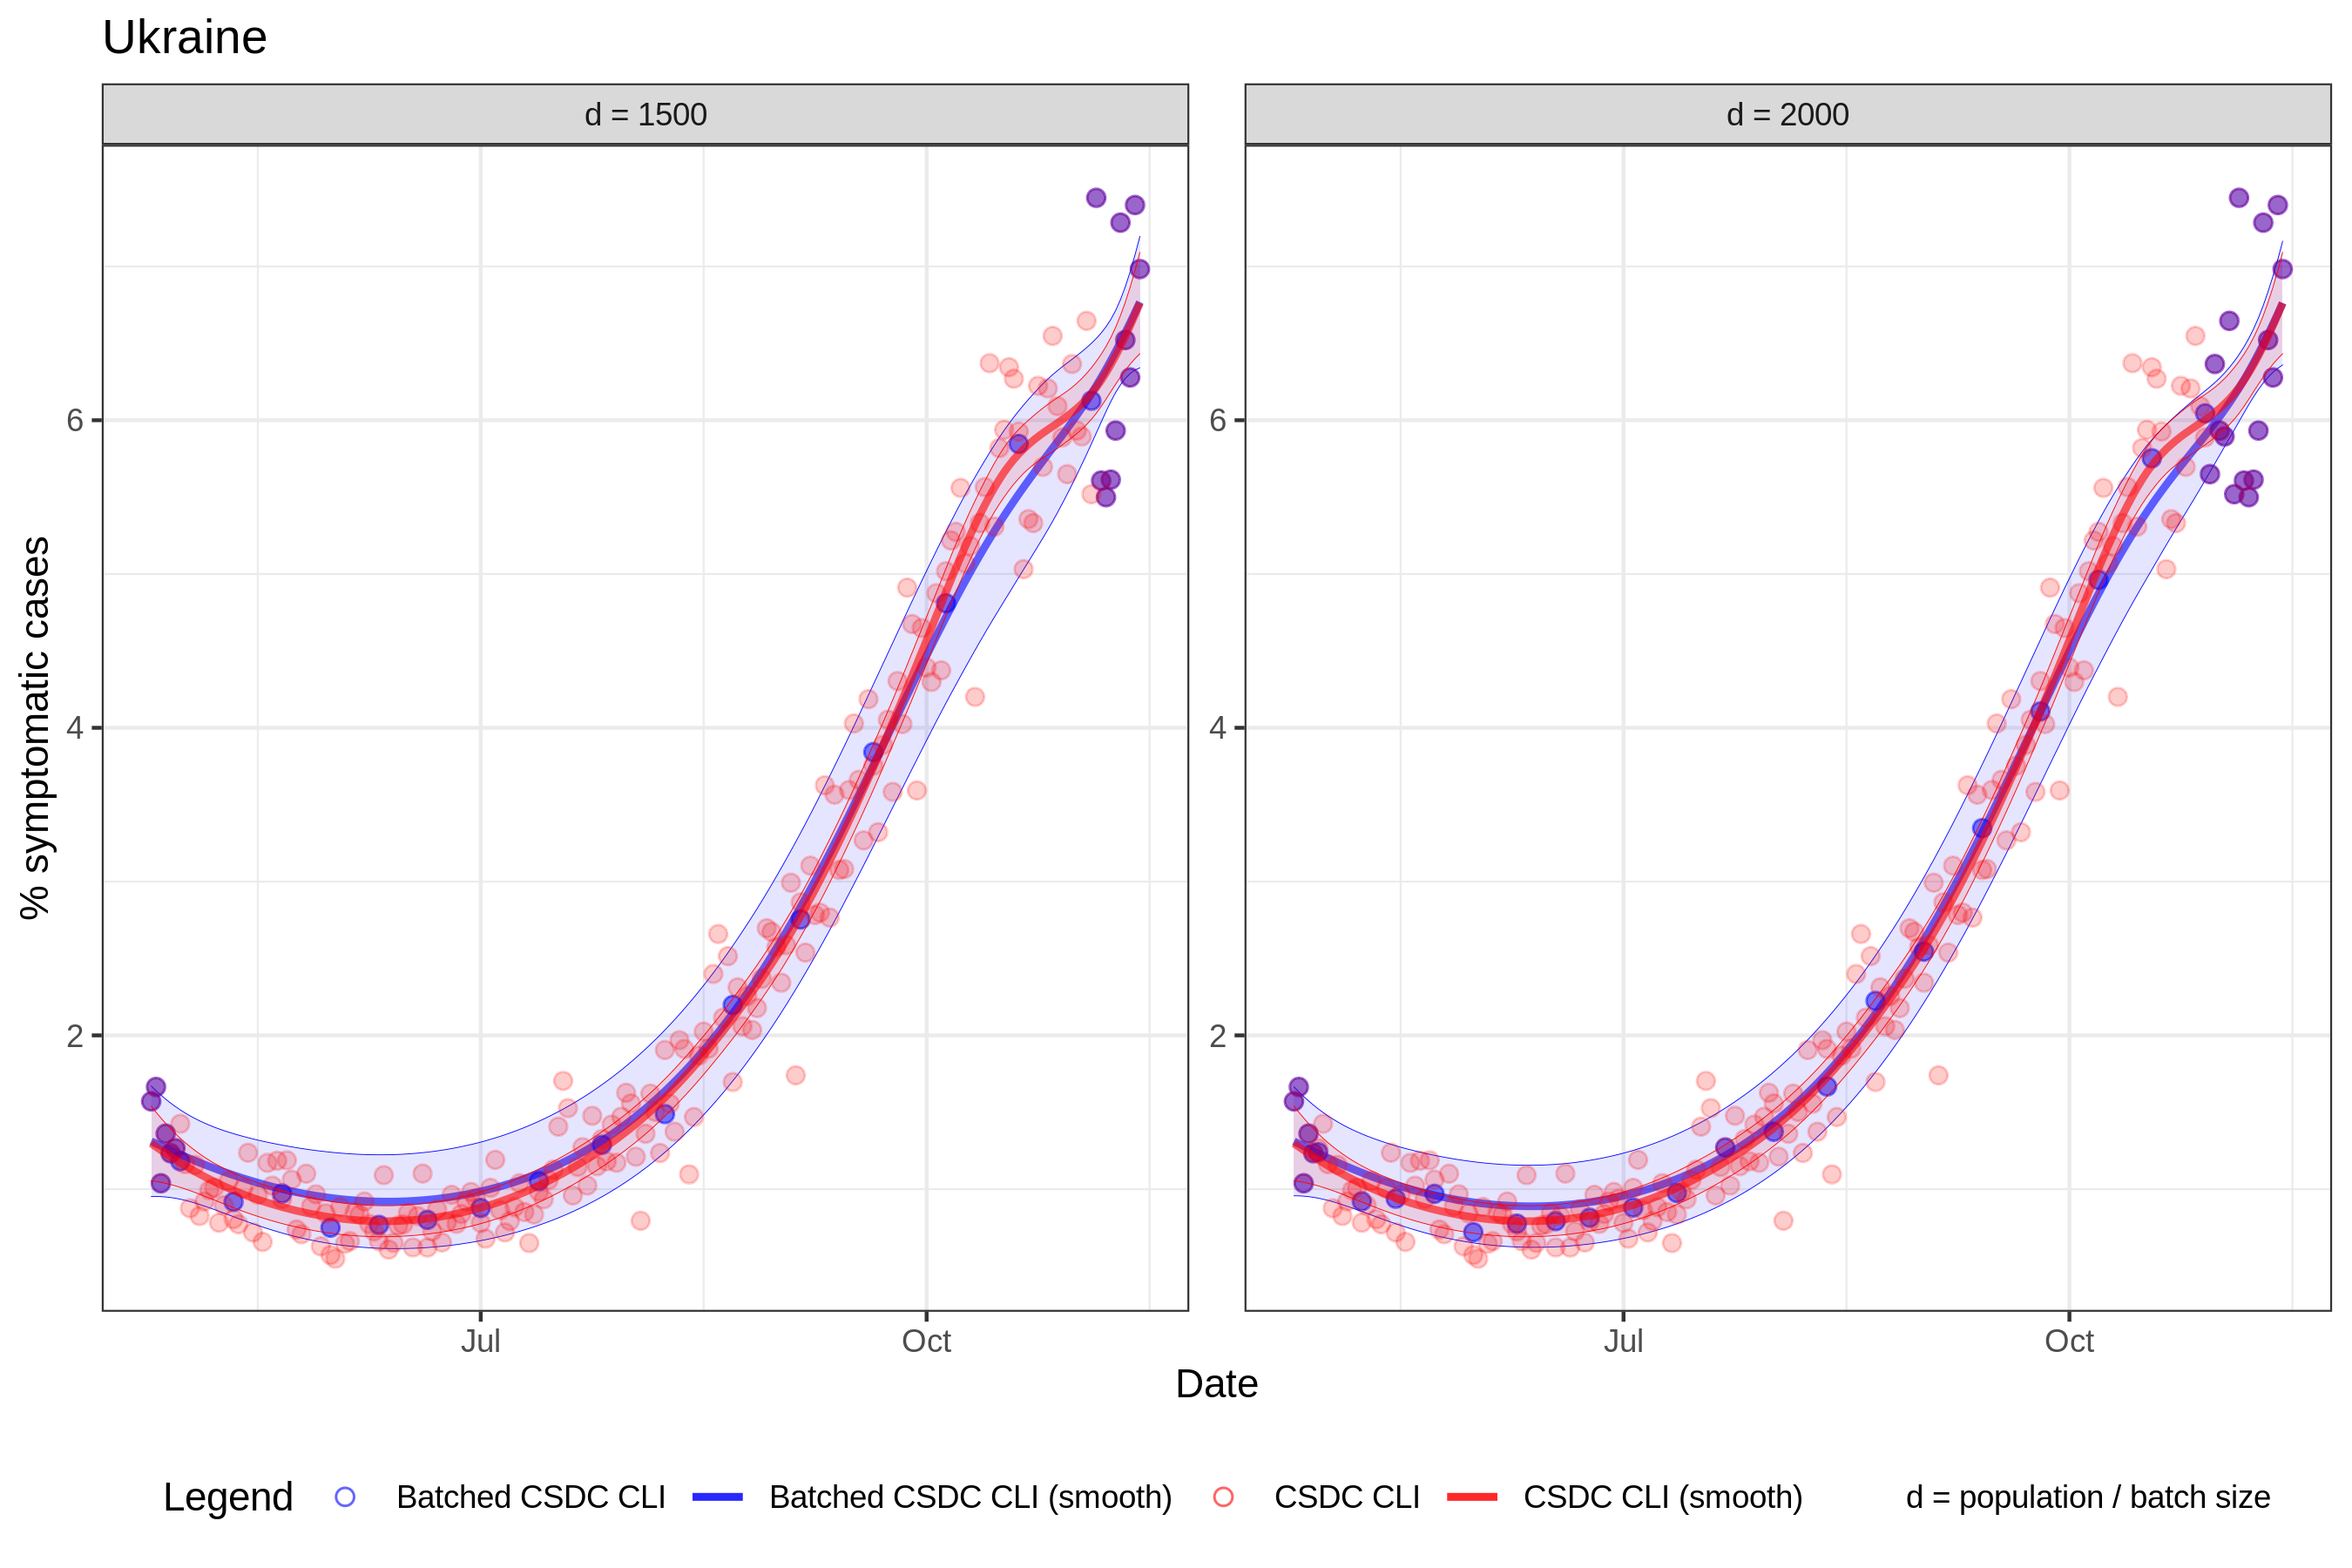 Ukraine
d = 1500
d = 2000
% symptomatic cases
6
4
2
6
4
2
Jul
Oct
Jul
Oct
Date
Legend
Batched CSDC CLI
Batched CSDC CLI (smooth)
CSDC CLI
CSDC CLI (smooth)
d = population / batch size